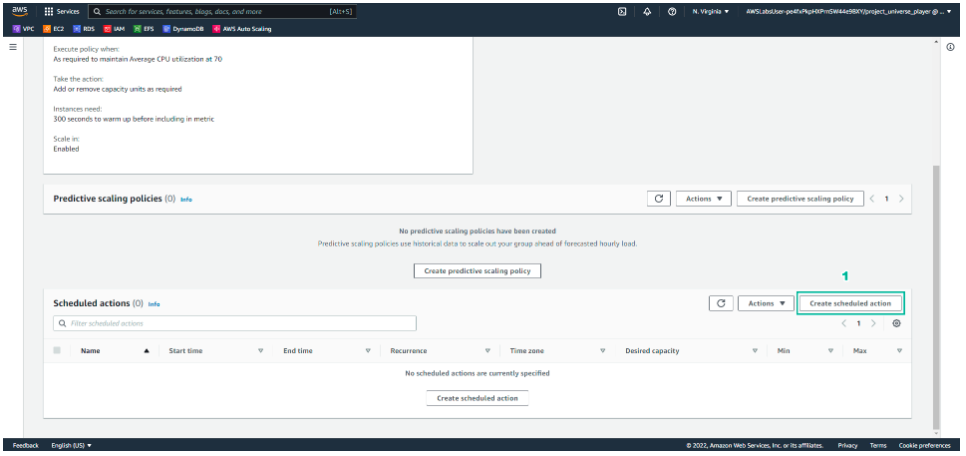 aws Services Search for services, features, blogs, docs, and more [Alt+S] N. Virginia ▼
VPC EC2 RDS IAM EFS DynamoDB AWS Auto Scaling
Execute policy when:
As required to maintain Average CPU utilization at 70
Take the action:
Add or remove capacity units as required
Instances need:
300 seconds to warm up before including in metric
Scale in:
Enabled
Predictive scaling policies (0) Info Actions ▼ Create predictive scaling policy < 1 >
No predictive scaling policies have been created
Predictive scaling policies use historical data to scale out your group ahead of forecasted hourly load.
Create predictive scaling policy
1
Scheduled actions (0) Info Actions ▼ Create scheduled action
Filter scheduled actions < 1 >
Name Start time End time Recurrence Time zone Desired capacity Min Max
No scheduled actions are currently specified
Create scheduled action
Feedback English (US) ▼ © 2022, Amazon Web Services, Inc. or its affiliates. Privacy Terms Cookie preferences